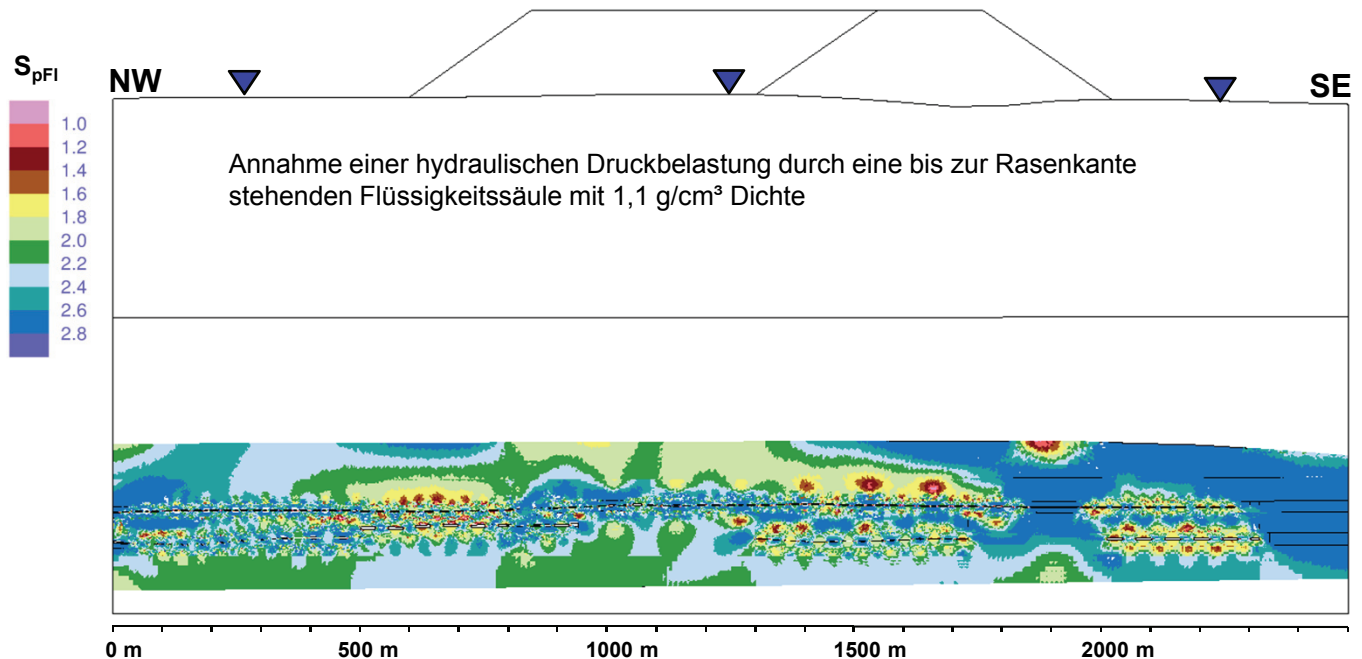 S_pFl
NW
SE
1.0
1.2
1.4
1.6
1.8
2.0
2.2
2.4
2.6
2.8
Annahme einer hydraulischen Druckbelastung durch eine bis zur Rasenkante
stehenden Flüssigkeitssäule mit 1,1 g/cm³ Dichte
0 m
500 m
1000 m
1500 m
2000 m